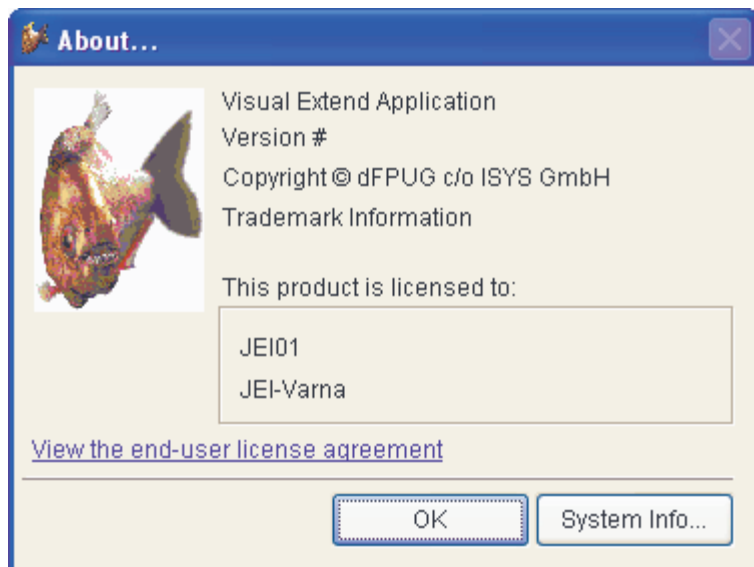 About...
Visual Extend Application
Version #
Copyright © dFPUG c/o ISYS GmbH
Trademark Information
This product is licensed to:
JEI01
JEI-Varna
View the end-user license agreement
OK
System Info...